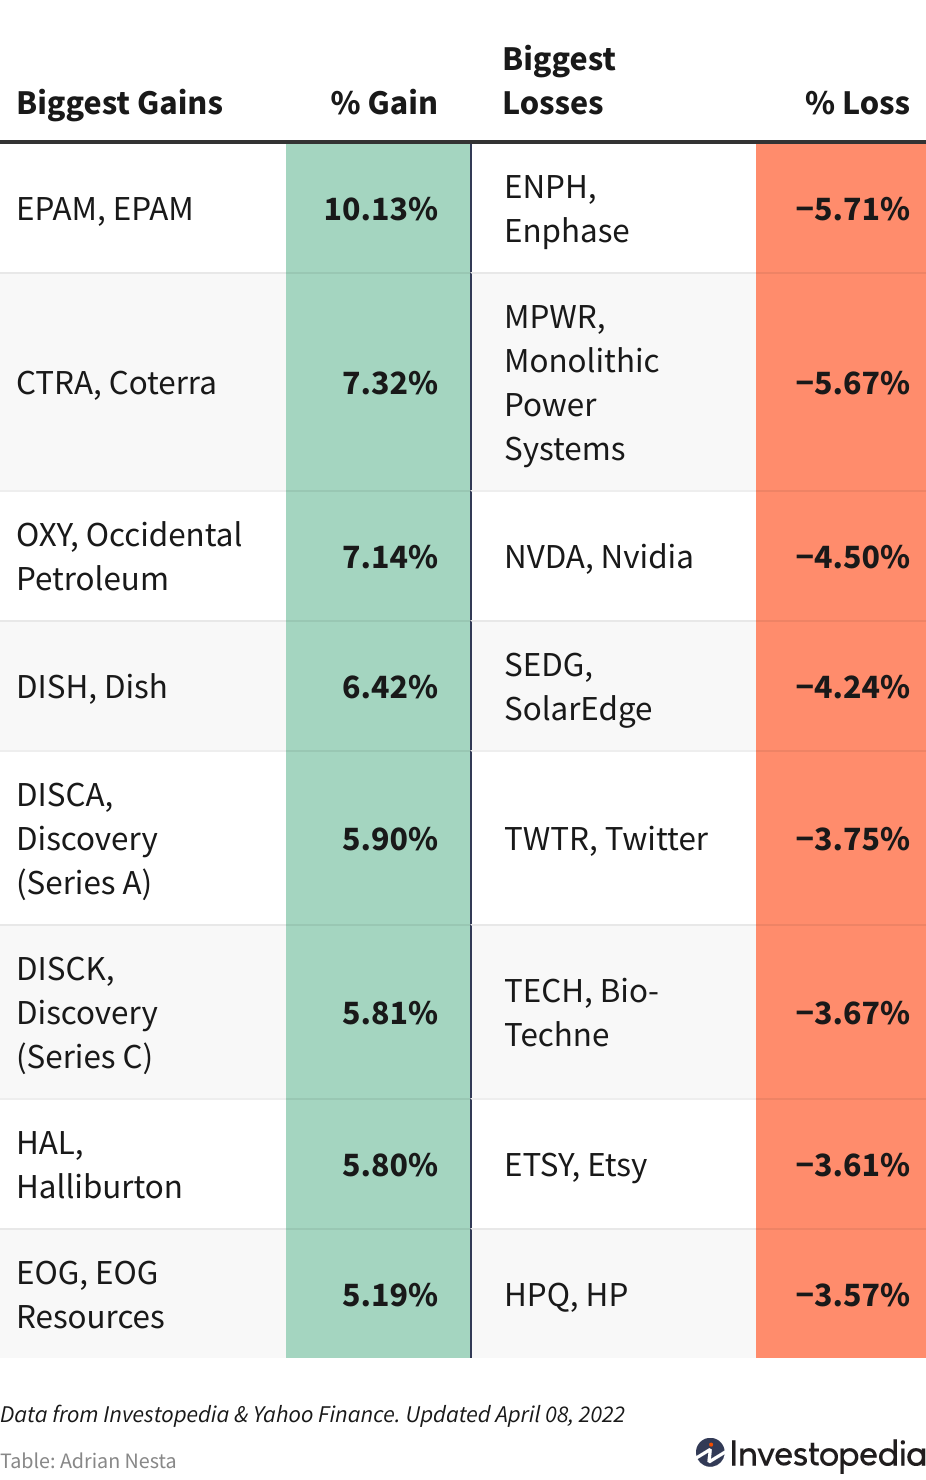 Biggest Gains % Gain Biggest Losses % Loss
EPAM, EPAM 10.13% ENPH, Enphase −5.71%
CTRA, Coterra 7.32% MPWR, Monolithic Power Systems −5.67%
OXY, Occidental Petroleum 7.14% NVDA, Nvidia −4.50%
DISH, Dish 6.42% SEDG, SolarEdge −4.24%
DISCA, Discovery (Series A) 5.90% TWTR, Twitter −3.75%
DISCK, Discovery (Series C) 5.81% TECH, Bio-Techne −3.67%
HAL, Halliburton 5.80% ETSY, Etsy −3.61%
EOG, EOG Resources 5.19% HPQ, HP −3.57%
Data from Investopedia & Yahoo Finance. Updated April 08, 2022
Table: Adrian Nesta
Investopedia